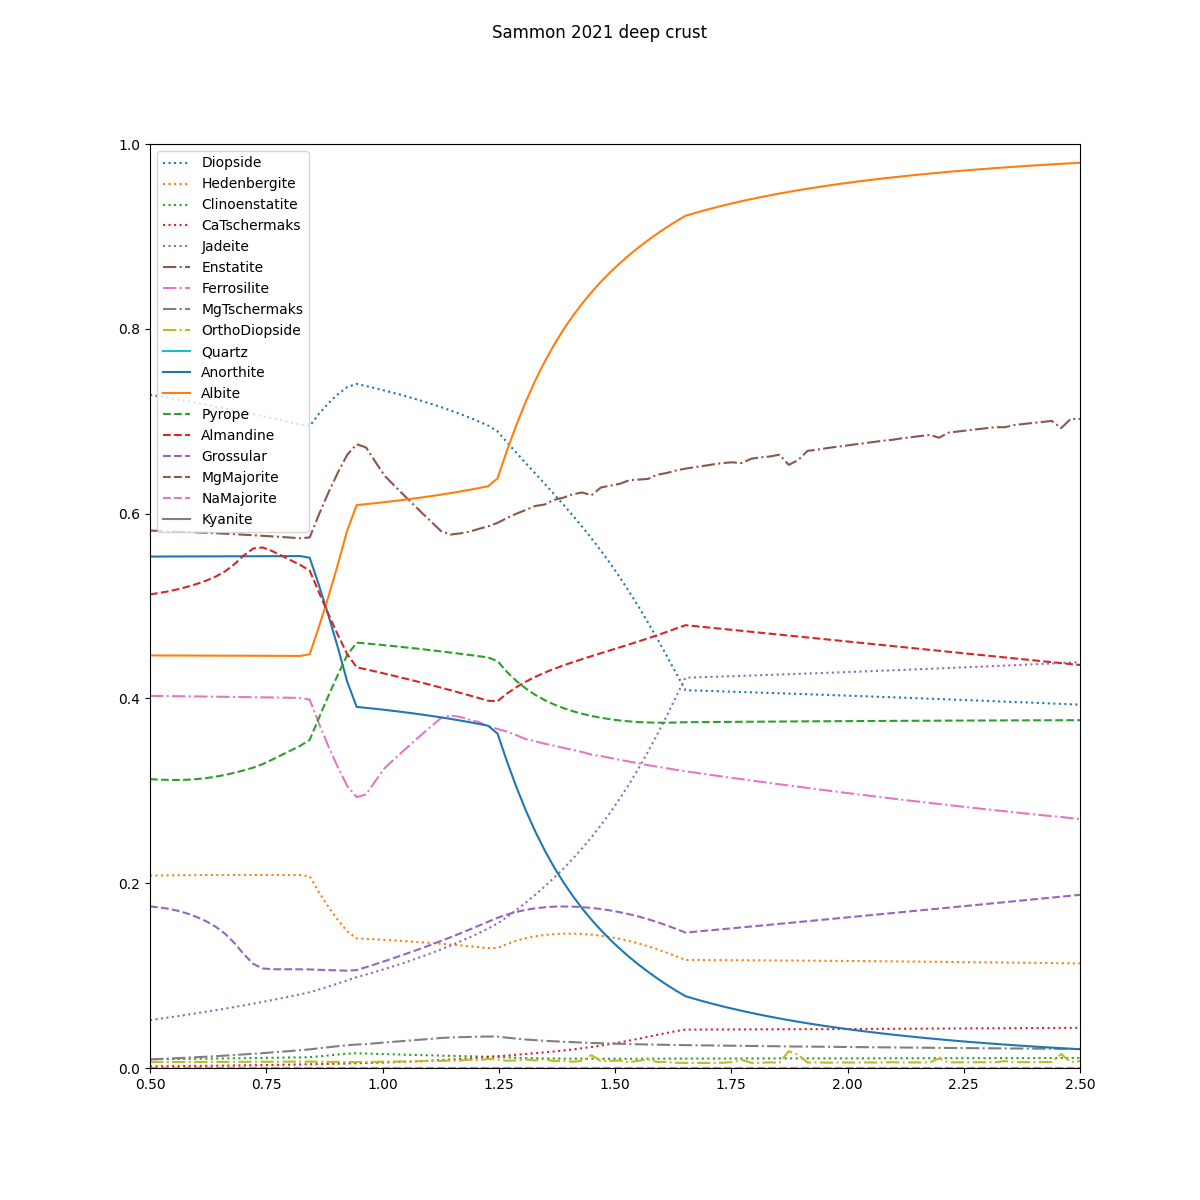 Sammon 2021 deep crust
1.0
0.8
0.6
0.4
0.2
0.0
Diopside
Hedenbergite
Clinoenstatite
CaTschermaks
Jadeite
Enstatite
Ferrosilite
MgTschermaks
OrthoDiopside
Quartz
Anorthite
Albite
Pyrope
Almandine
Grossular
MgMajorite
NaMajorite
Kyanite
0.50 0.75 1.00 1.25 1.50 1.75 2.00 2.25 2.50